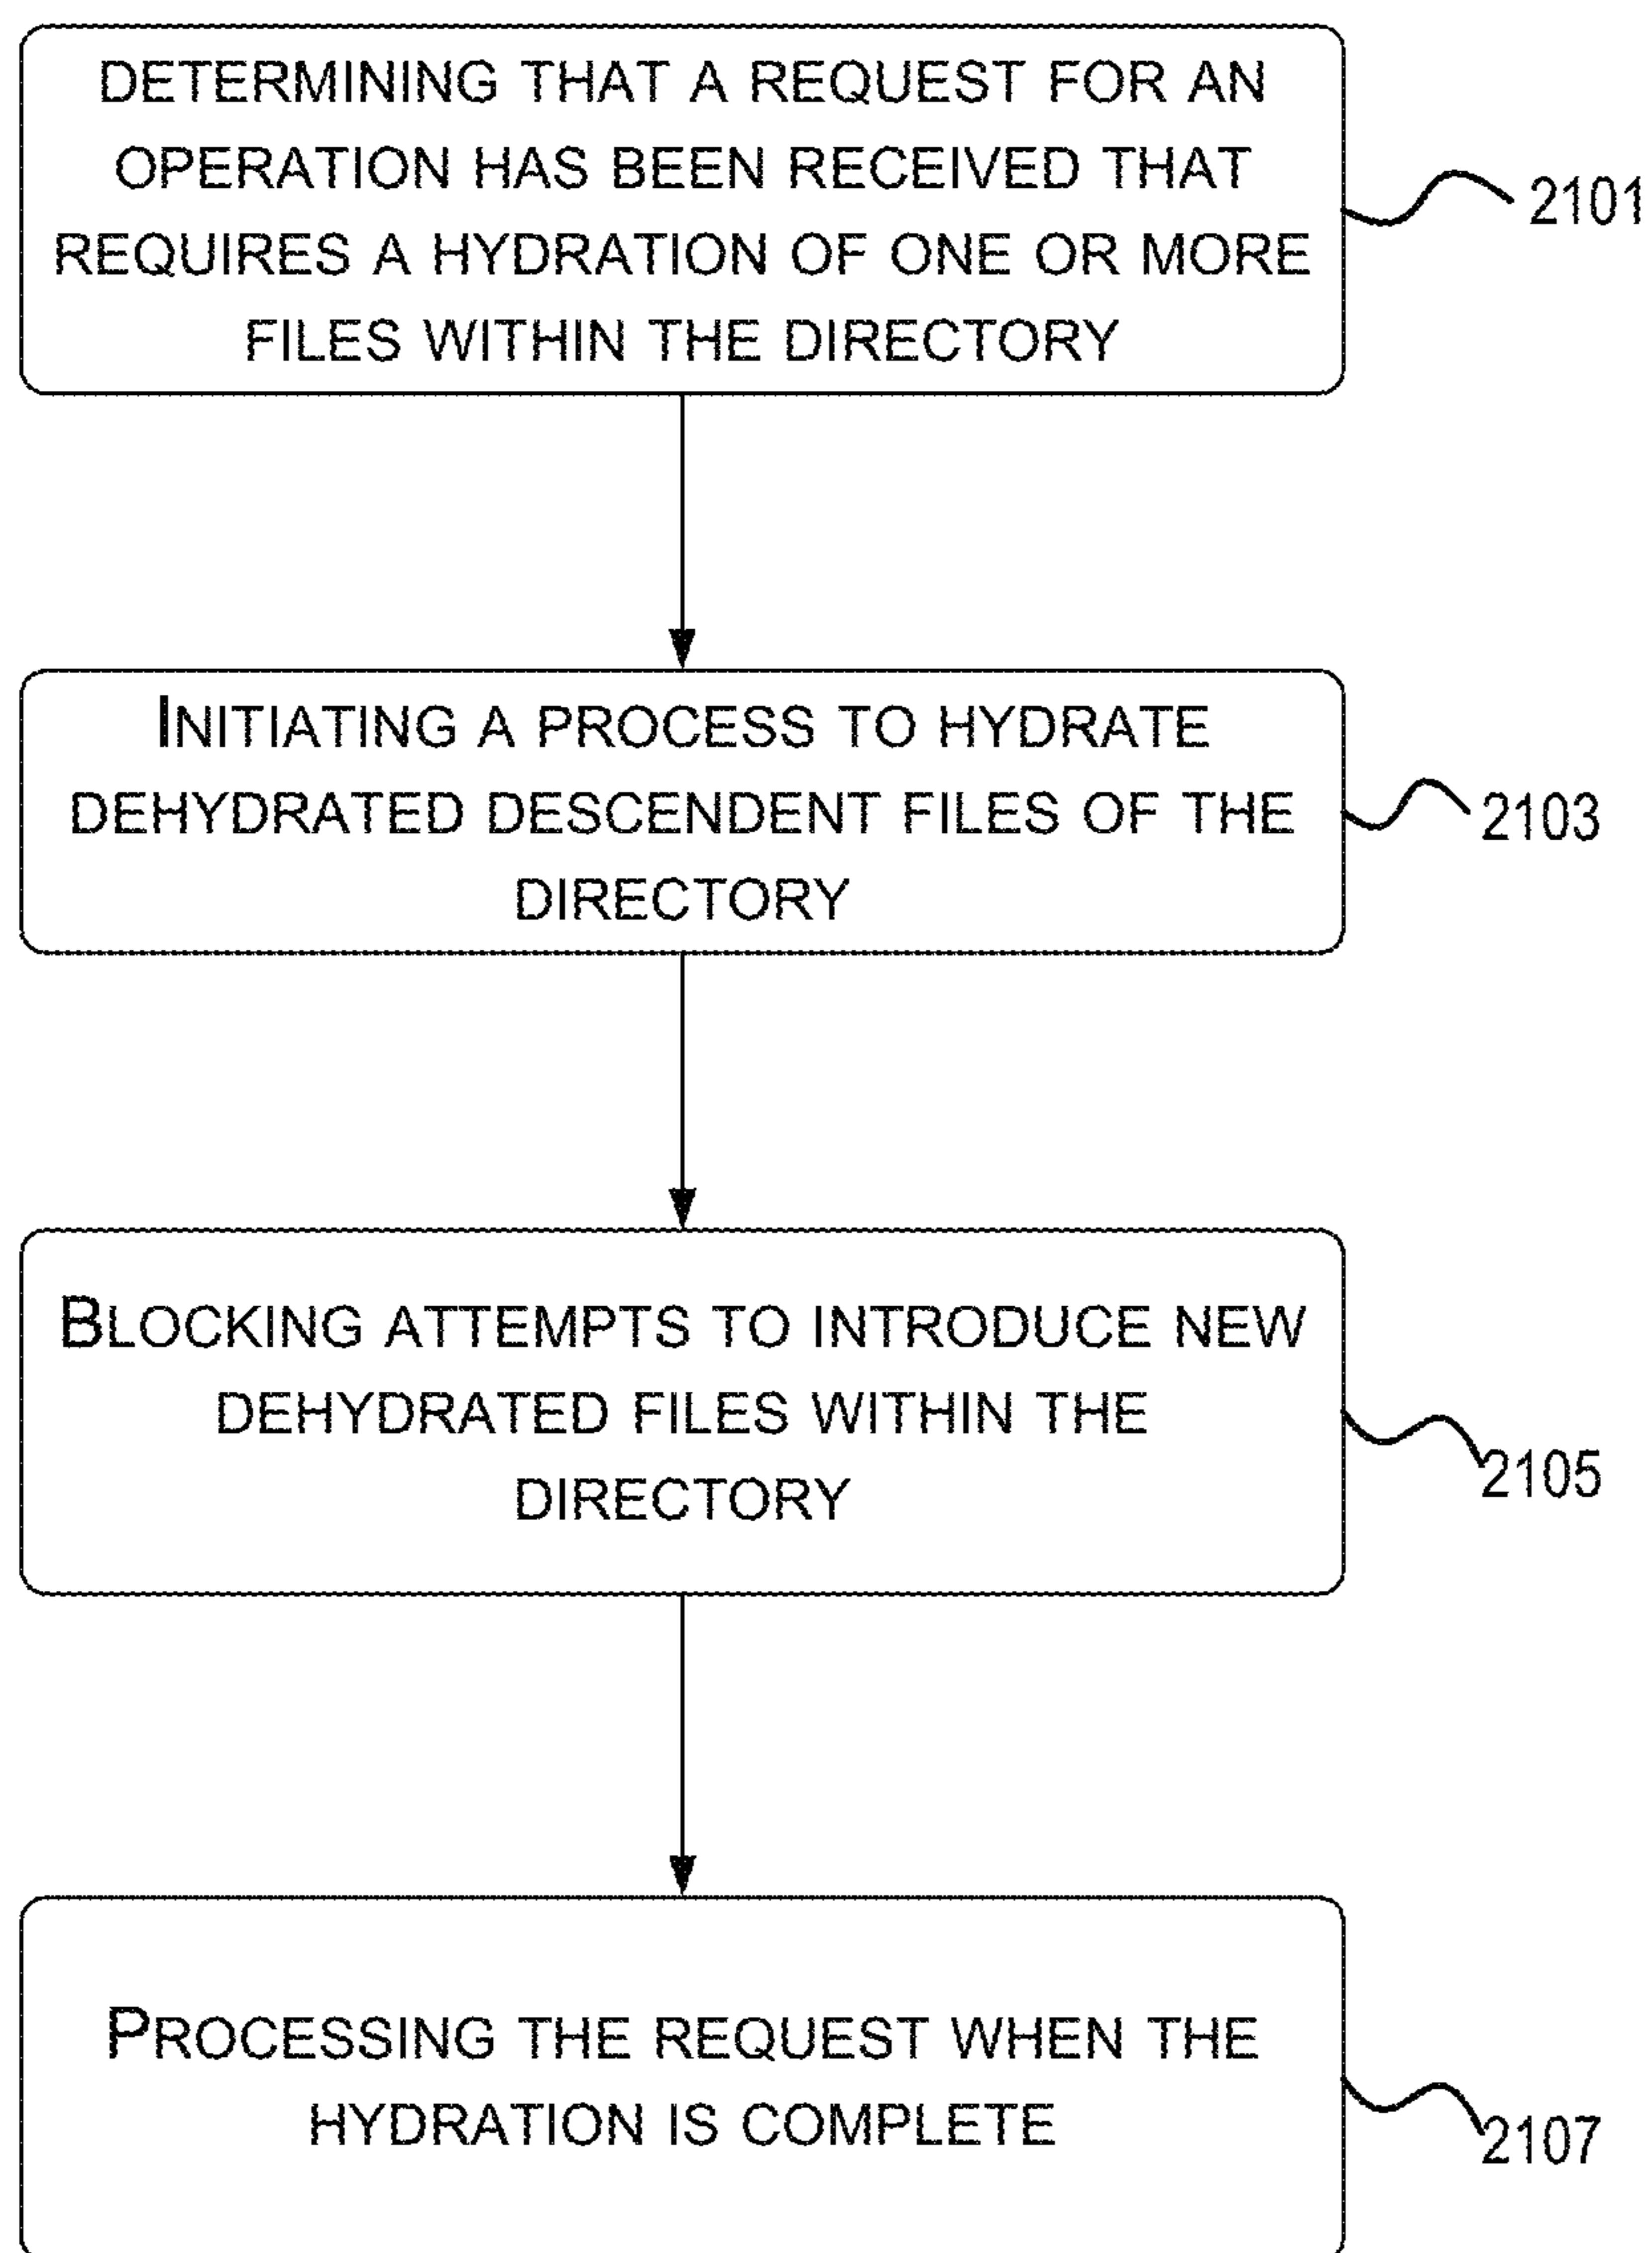 DETERMINING THAT A REQUEST FOR AN
OPERATION HAS BEEN RECEIVED THAT
REQUIRES A HYDRATION OF ONE OR MORE
FILES WITHIN THE DIRECTORY
2101
INITIATING A PROCESS TO HYDRATE
DEHYDRATED DESCENDENT FILES OF THE
DIRECTORY
2103
BLOCKING ATTEMPTS TO INTRODUCE NEW
DEHYDRATED FILES WITHIN THE
DIRECTORY
2105
PROCESSING THE REQUEST WHEN THE
HYDRATION IS COMPLETE
2107